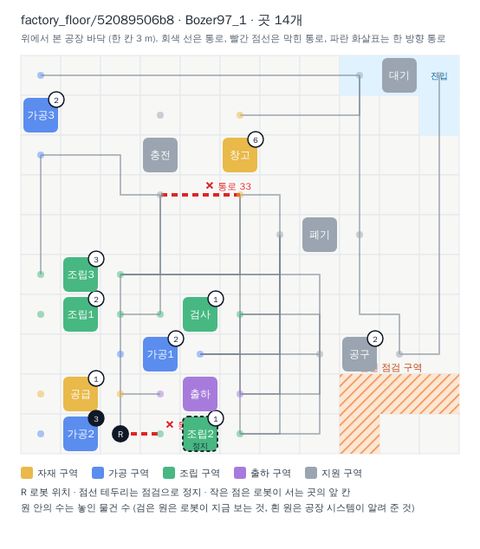 factory_floor/52089506b8 · Bozer97_1 · 곳 14개
위에서 본 공장 바닥 (한 칸 3 m). 회색 선은 통로, 빨간 점선은 막힌 통로, 파란 화살표는 한 방향 통로
대기
2
가공3
6
충전
창고
✕ 통로 33
폐기
3
조립3
2
1
조립1
검사
2
2
가공1
공구
점검 구역
1
공급
출하
3
✕
1
가공2
R
조립2
정지
자재 구역
가공 구역
조립 구역
출하 구역
지원 구역
R 로봇 위치 · 점선 테두리는 점검으로 정지 · 작은 점은 로봇이 서는 곳의 앞 칸
원 안의 수는 놓인 물건 수 (검은 원은 로봇이 지금 보는 것, 흰 원은 공장 시스템이 알려 준 것)